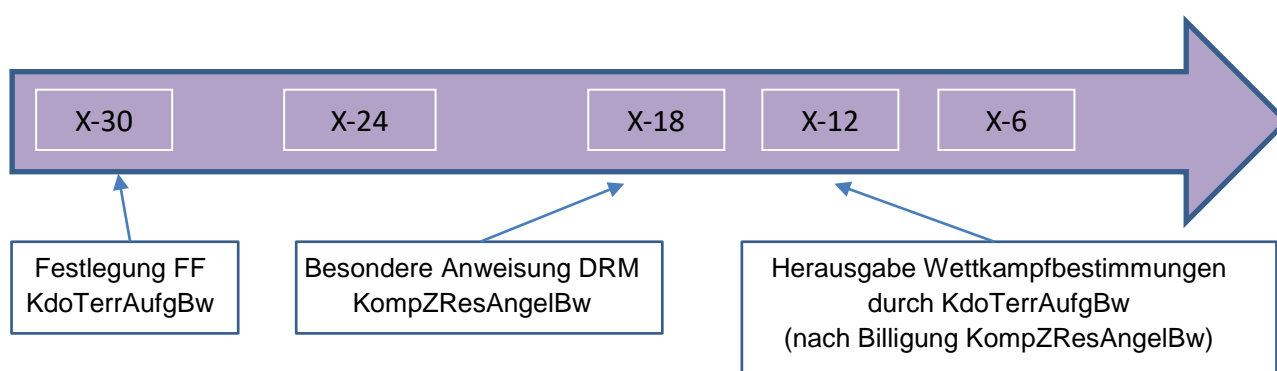 X-30
X-24
X-18
X-12
X-6
Festlegung FF
KdoTerrAufgBw
Besondere Anweisung DRM
KompZResAngelBw
Herausgabe Wettkampfbestimmungen
durch KdoTerrAufgBw
(nach Billigung KompZResAngelBw)